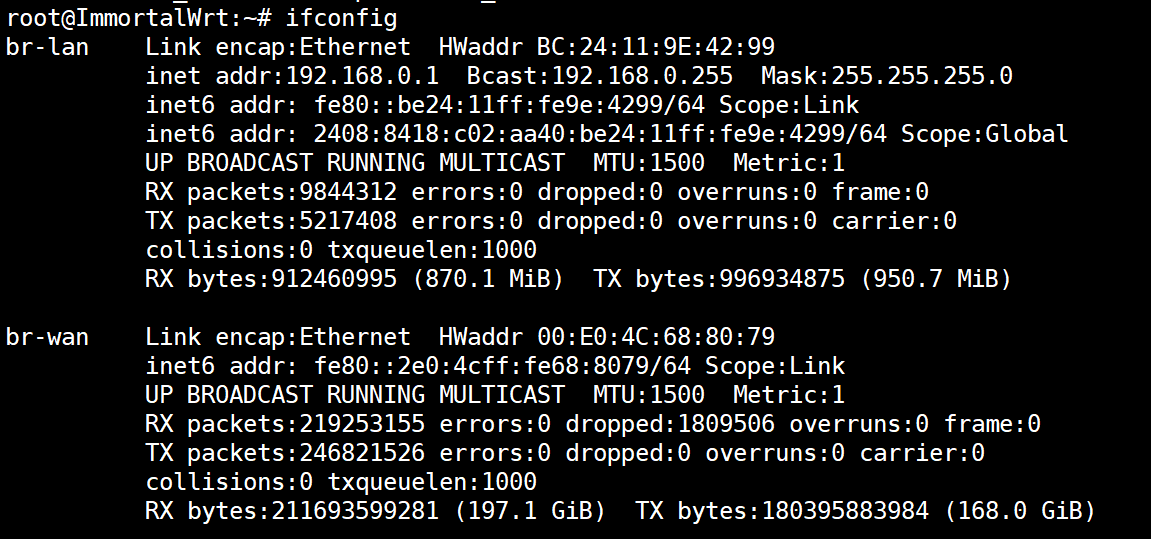 root@ImmortalWrt:~# ifconfig
br-lan    Link encap:Ethernet  HWaddr BC:24:11:9E:42:99
          inet addr:192.168.0.1  Bcast:192.168.0.255  Mask:255.255.255.0
          inet6 addr: fe80::be24:11ff:fe9e:4299/64 Scope:Link
          inet6 addr: 2408:8418:c02:aa40:be24:11ff:fe9e:4299/64 Scope:Global
          UP BROADCAST RUNNING MULTICAST  MTU:1500  Metric:1
          RX packets:9844312 errors:0 dropped:0 overruns:0 frame:0
          TX packets:5217408 errors:0 dropped:0 overruns:0 carrier:0
          collisions:0 txqueuelen:1000
          RX bytes:912460995 (870.1 MiB)  TX bytes:996934875 (950.7 MiB)

br-wan    Link encap:Ethernet  HWaddr 00:E0:4C:68:80:79
          inet6 addr: fe80::2e0:4cff:fe68:8079/64 Scope:Link
          UP BROADCAST RUNNING MULTICAST  MTU:1500  Metric:1
          RX packets:219253155 errors:0 dropped:1809506 overruns:0 frame:0
          TX packets:246821526 errors:0 dropped:0 overruns:0 carrier:0
          collisions:0 txqueuelen:1000
          RX bytes:211693599281 (197.1 GiB)  TX bytes:180395883984 (168.0 GiB)